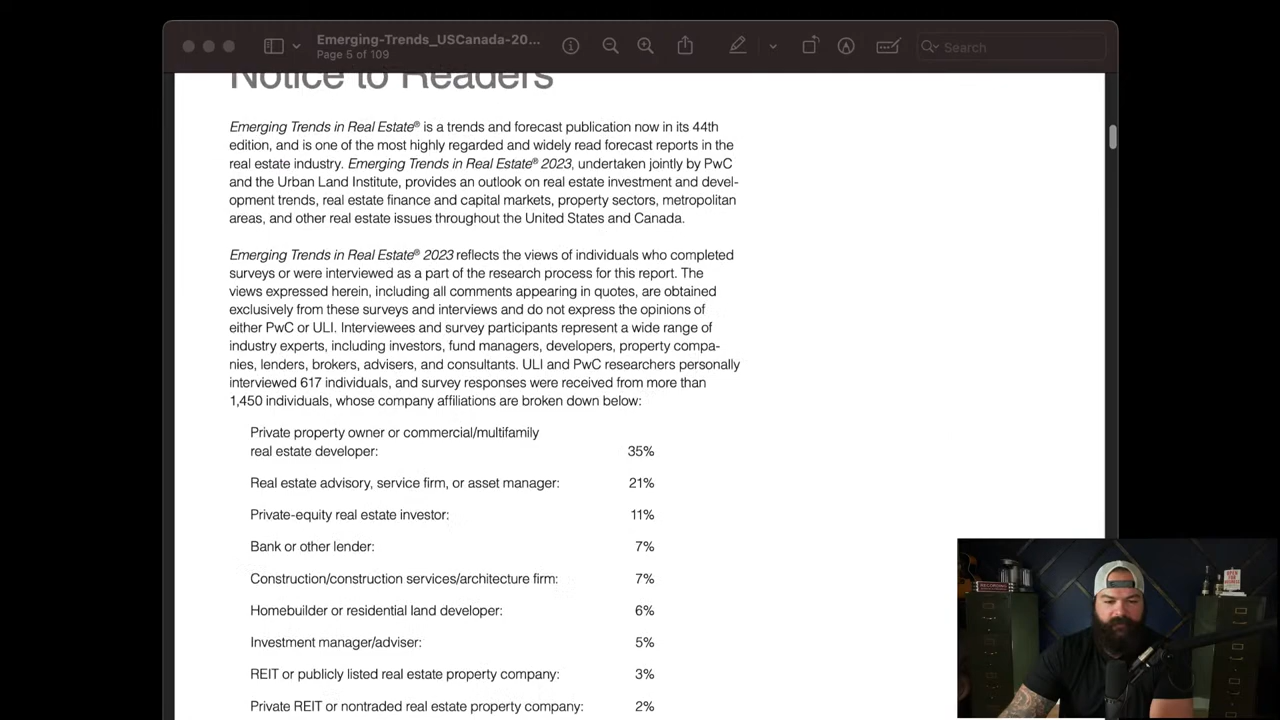 Emerging-Trends_USCanada-20...
Page 5 of 109
Search
Notice to Readers
Emerging Trends in Real Estate® is a trends and forecast publication now in its 44th
edition, and is one of the most highly regarded and widely read forecast reports in the
real estate industry. Emerging Trends in Real Estate® 2023, undertaken jointly by PwC
and the Urban Land Institute, provides an outlook on real estate investment and devel-
opment trends, real estate finance and capital markets, property sectors, metropolitan
areas, and other real estate issues throughout the United States and Canada.
Emerging Trends in Real Estate® 2023 reflects the views of individuals who completed
surveys or were interviewed as a part of the research process for this report. The
views expressed herein, including all comments appearing in quotes, are obtained
exclusively from these surveys and interviews and do not express the opinions of
either PwC or ULI. Interviewees and survey participants represent a wide range of
industry experts, including investors, fund managers, developers, property compa-
nies, lenders, brokers, advisers, and consultants. ULI and PwC researchers personally
interviewed 617 individuals, and survey responses were received from more than
1,450 individuals, whose company affiliations are broken down below:
Private property owner or commercial/multifamily
real estate developer: 35%
Real estate advisory, service firm, or asset manager: 21%
Private-equity real estate investor: 11%
Bank or other lender: 7%
Construction/construction services/architecture firm: 7%
Homebuilder or residential land developer: 6%
Investment manager/adviser: 5%
REIT or publicly listed real estate property company: 3%
Private REIT or nontraded real estate property company: 2%